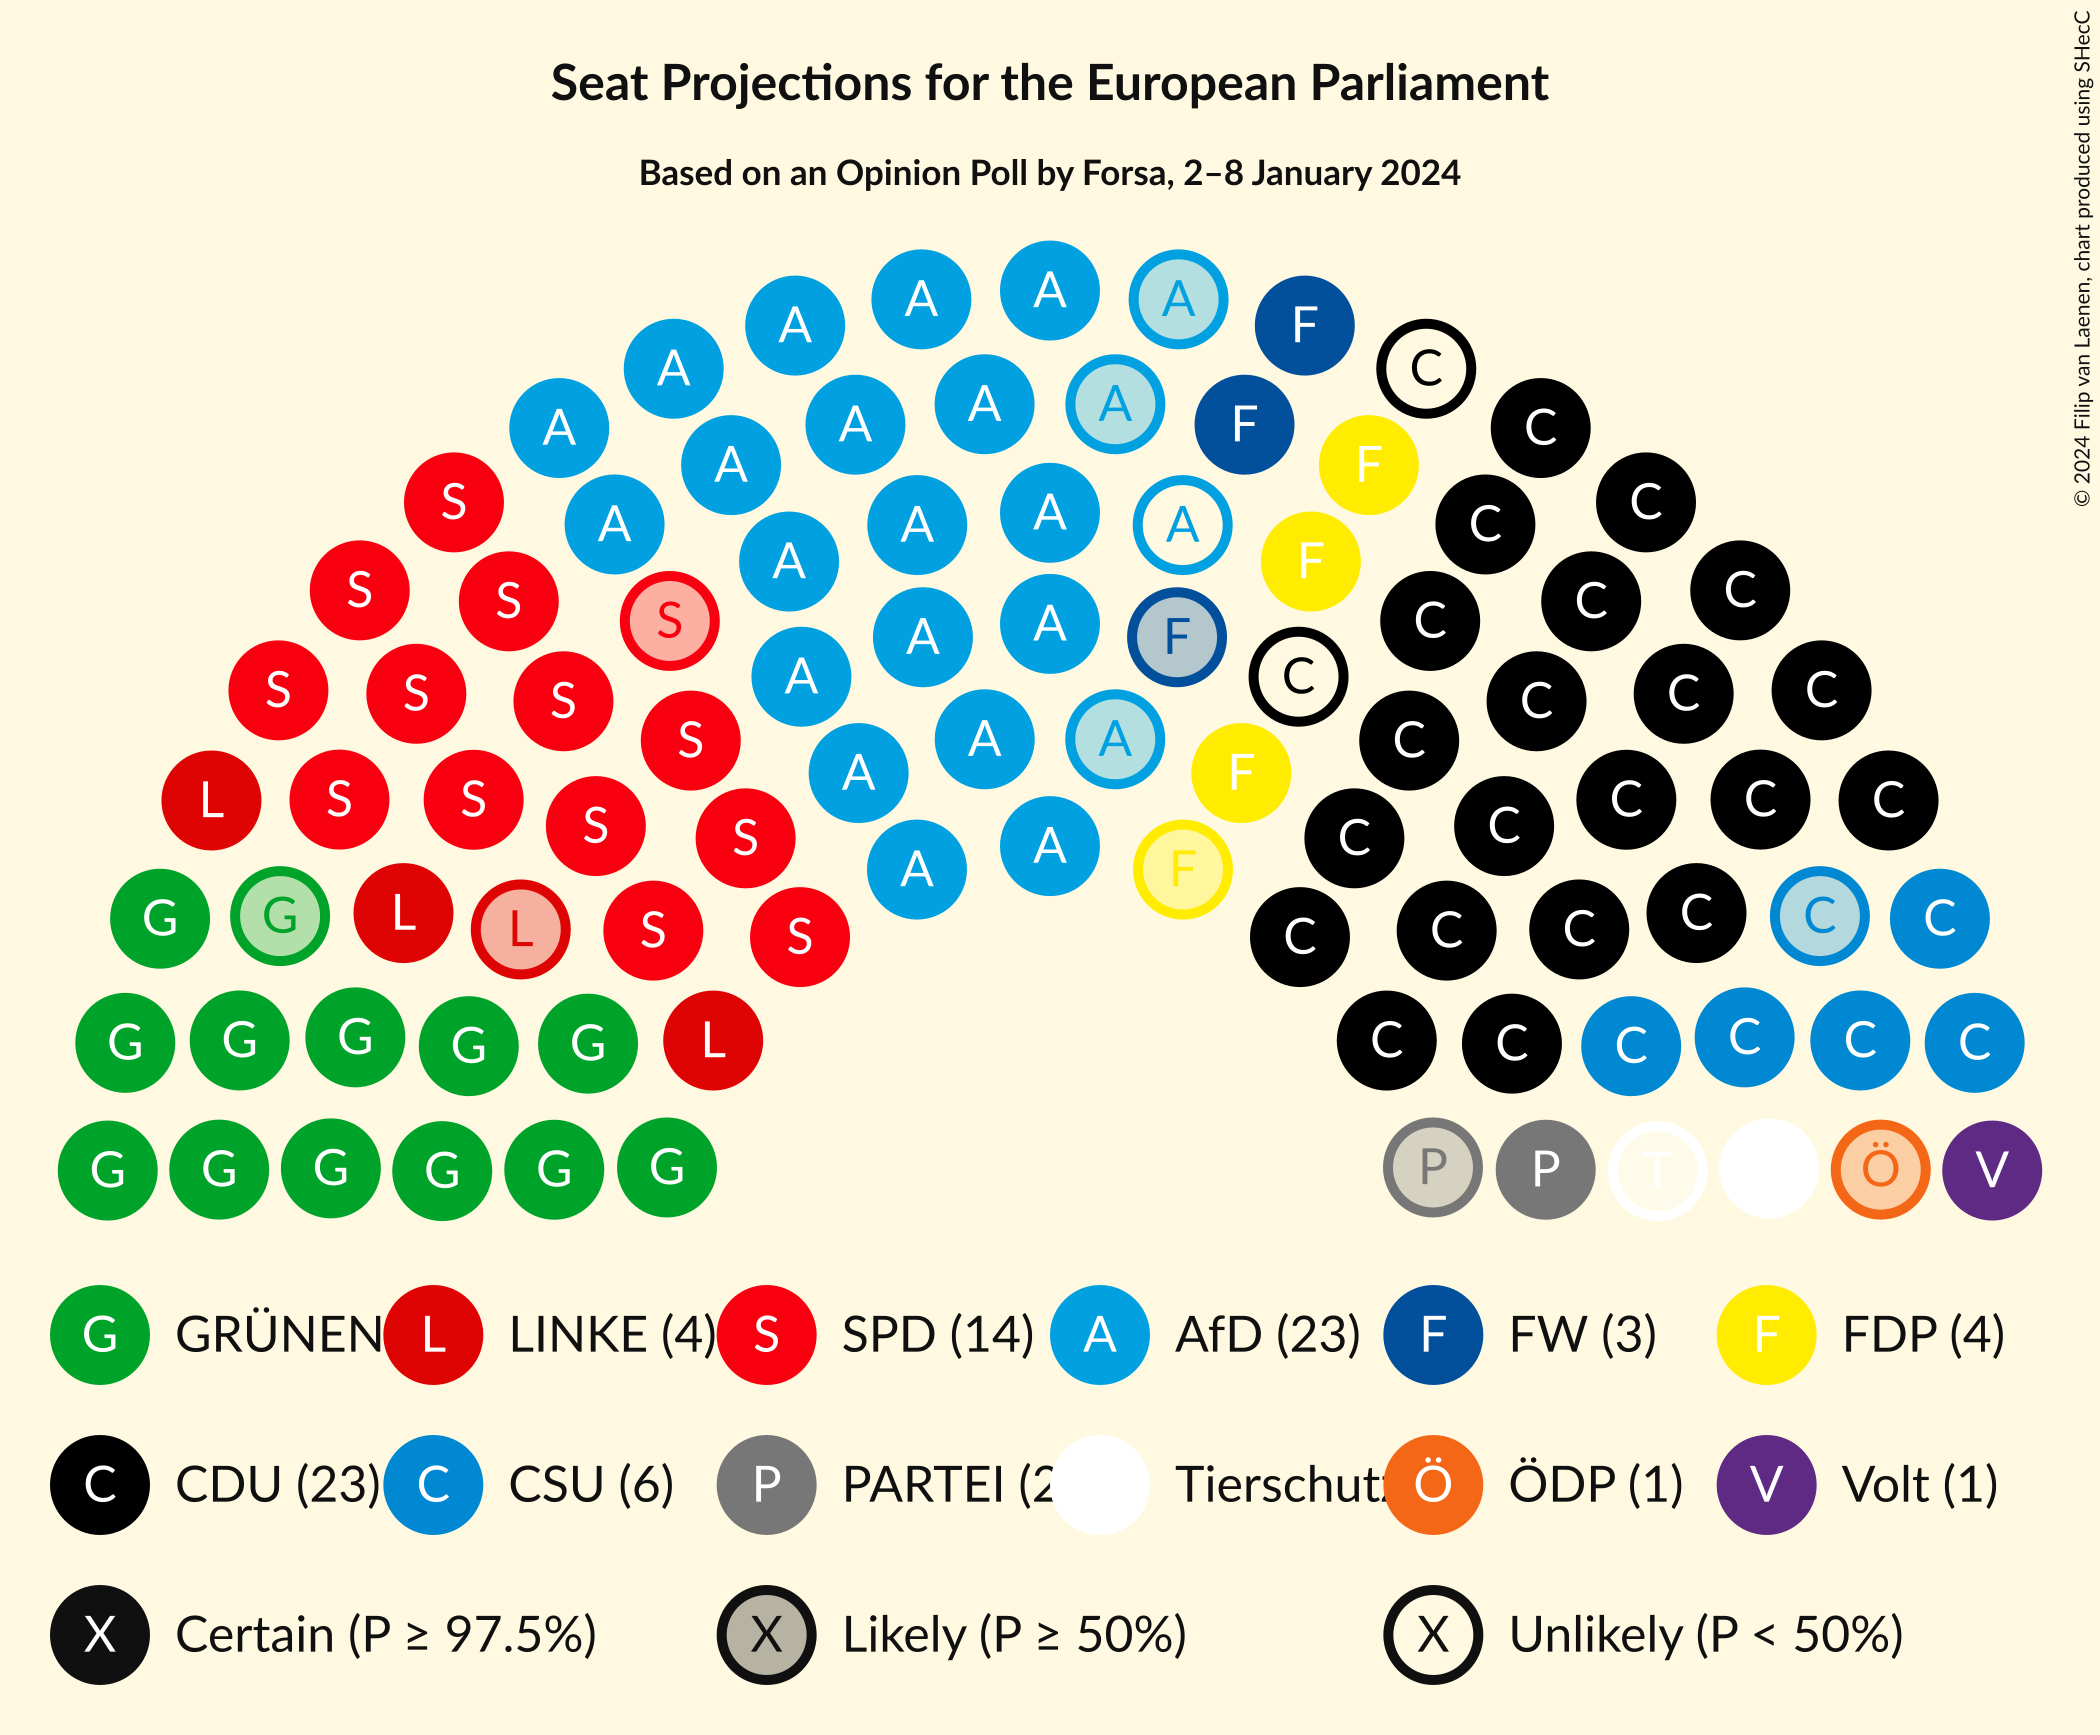 Seat Projections for the European Parliament
Based on an Opinion Poll by Forsa, 2–8 January 2024
© 2024 Filip van Laenen, chart produced using SHecC
A A A A A F C
A A A A F F C C
S A A A A F C C
S S S A A A F C C C C
S S S S A A A F C C C C
L S S S S A A F C C C C C C
G G L L S S C C C C C C
G G G G G L C C C C C C
G G G G G G P P T Ö V
G GRÜNEN L LINKE (4) S SPD (14) A AfD (23) F FW (3) F FDP (4)
C CDU (23) C CSU (6) P PARTEI (2 Tierschutz Ö ÖDP (1) V Volt (1)
X Certain (P ≥ 97.5%) X Likely (P ≥ 50%) X Unlikely (P < 50%)